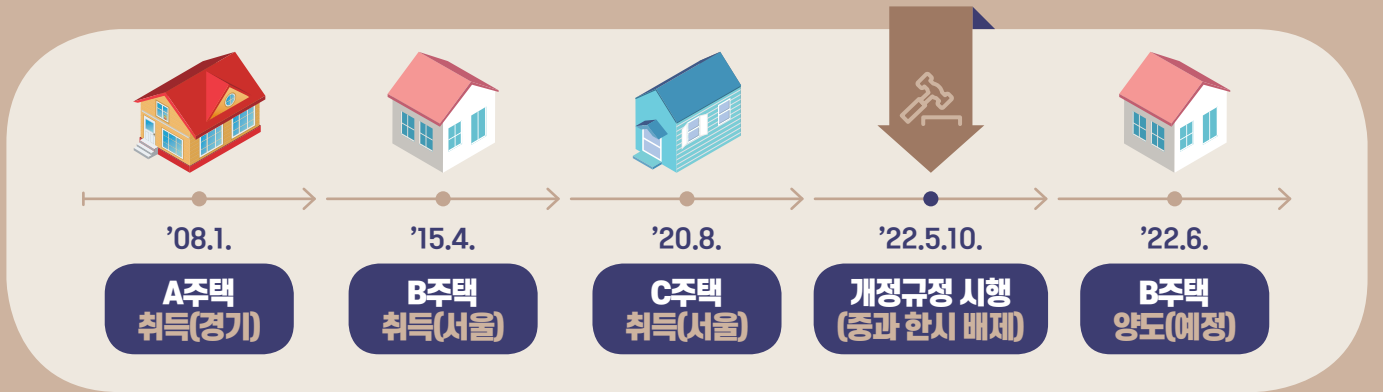 ’08.1.
A주택
취득(경기)
’15.4.
B주택
취득(서울)
’20.8.
C주택
취득(서울)
’22.5.10.
개정규정 시행
(중과 한시 배제)
’22.6.
B주택
양도(예정)